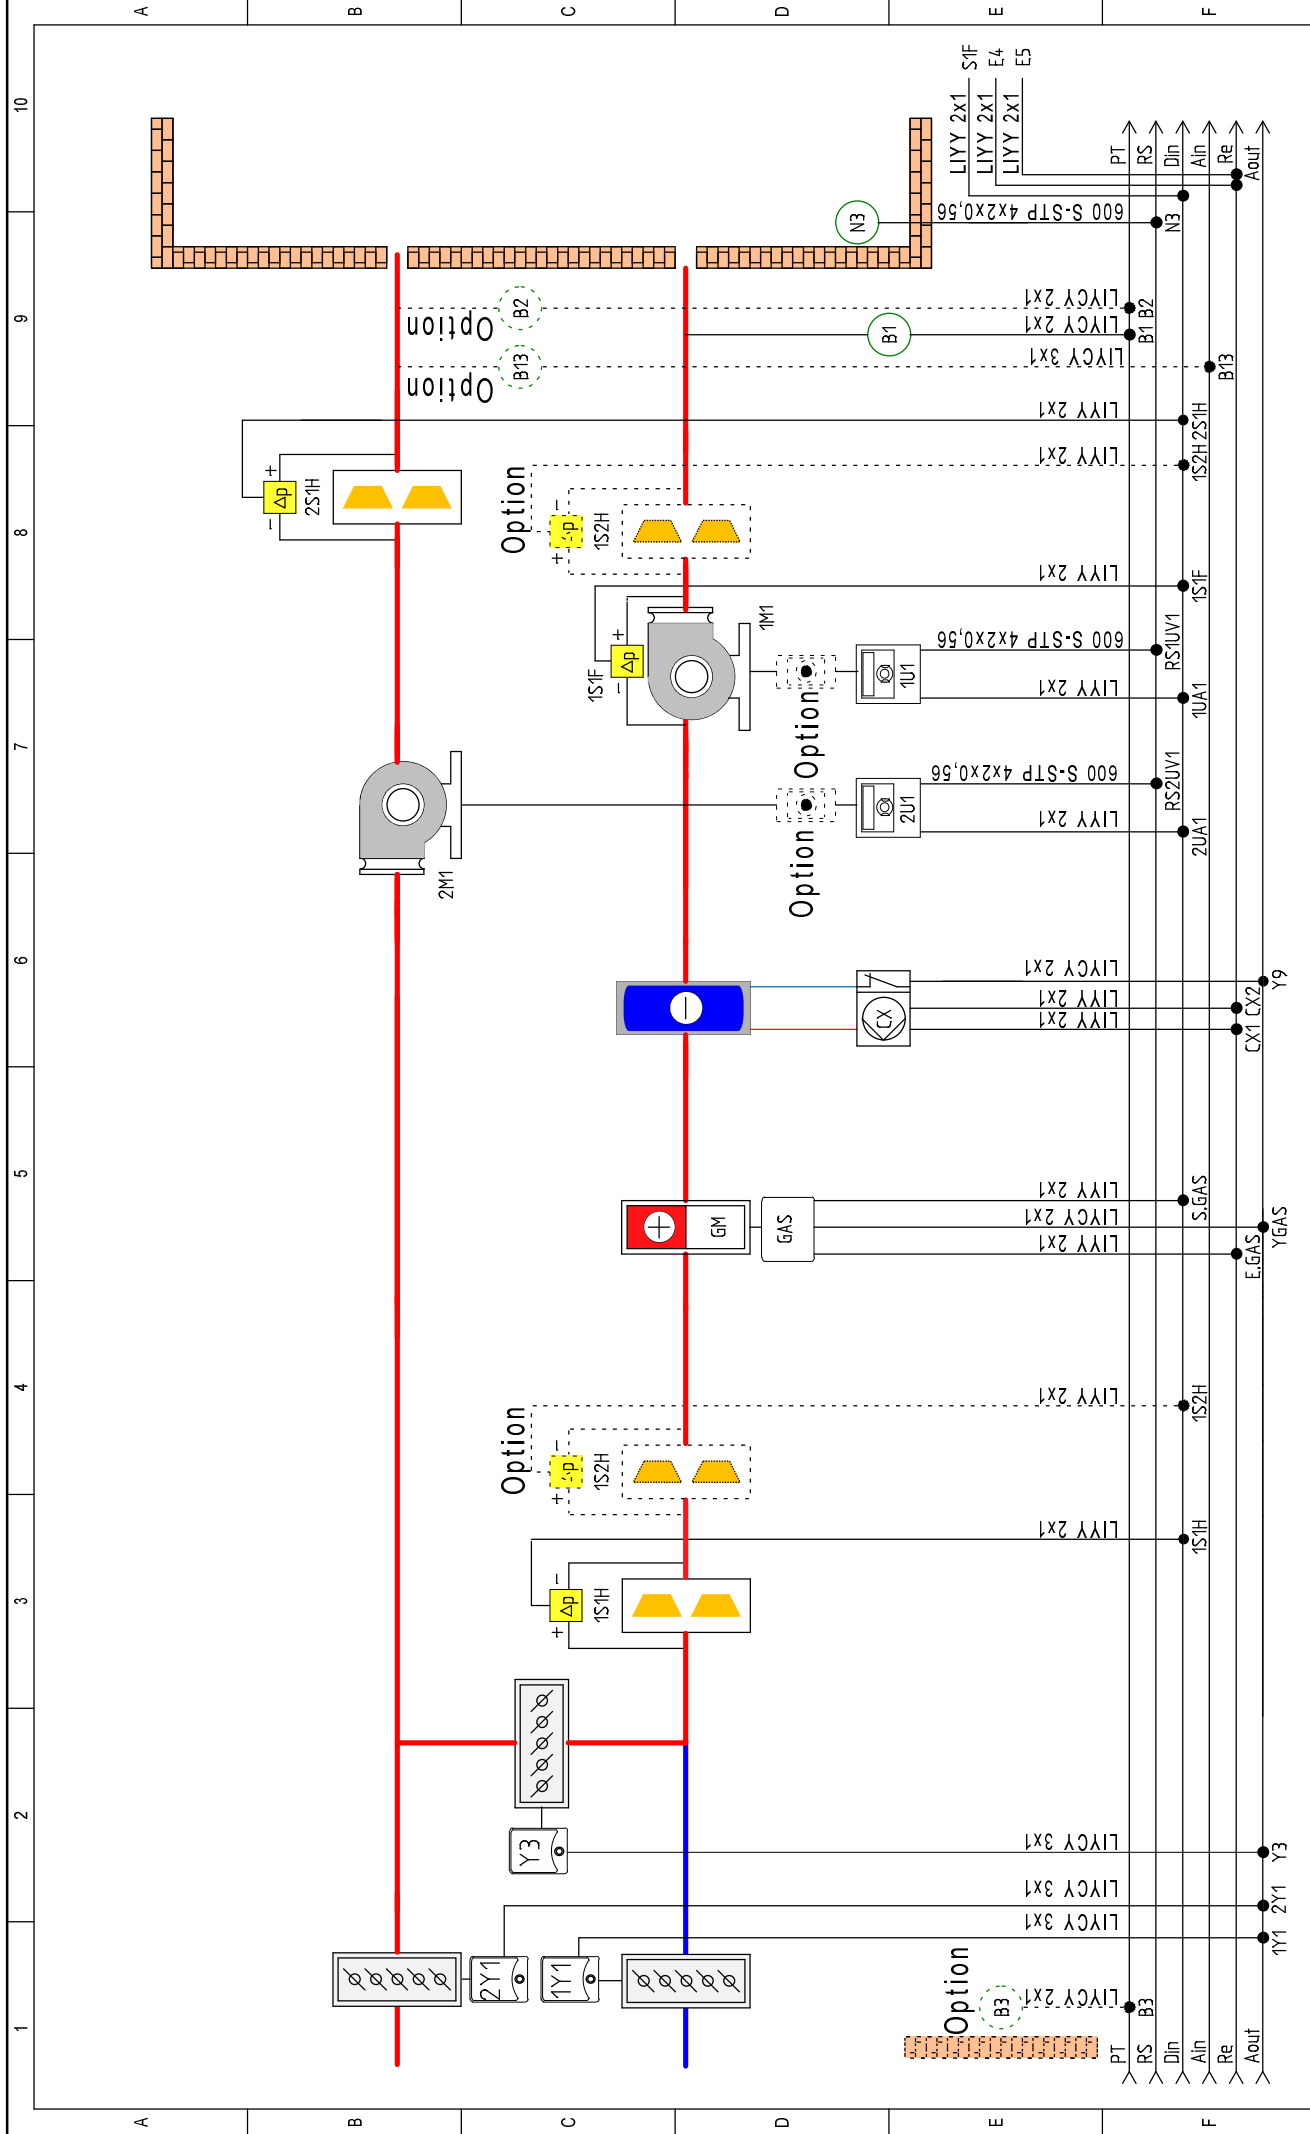 A B C D E F
10
9
8
7
6
5
4
3
2
1
S1F
E4
E5
LIYY 2x1
LIYY 2x1
LIYY 2x1
PT
RS
Din
Ain
Re
Aout
N3
600 S-STP 4x2x0,56
N3
Option
B2
LIYCY 2x1
B2
B1
LIYCY 2x1
B1
Option
B13
LIYCY 3x1
B13
LIYY 2x1
2S1H
- Δp +
2S1H
Option
LIYY 2x1
1S2H
+ Δp -
1S2H
LIYY 2x1
1S1F
- Δp +
1S1F
1M1
Option
1U1
600 S-STP 4x2x0,56
RS1UV1
LIYY 2x1
1UA1
2M1
Option
2U1
600 S-STP 4x2x0,56
RS2UV1
LIYY 2x1
2UA1
CX
LIYCY 2x1
Y9
LIYY 2x1
CX2
LIYY 2x1
CX1
GM
GAS
LIYY 2x1
S.GAS
LIYCY 2x1
YGAS
LIYY 2x1
E.GAS
Option
LIYY 2x1
1S2H
+ Δp -
1S2H
LIYY 2x1
1S1H
+ Δp -
1S1H
Y3
LIYCY 3x1
Y3
2Y1
LIYCY 3x1
2Y1
1Y1
LIYCY 3x1
1Y1
Option
B3
LIYCY 2x1
B3
PT
RS
Din
Ain
Re
Aout
A B C D E F